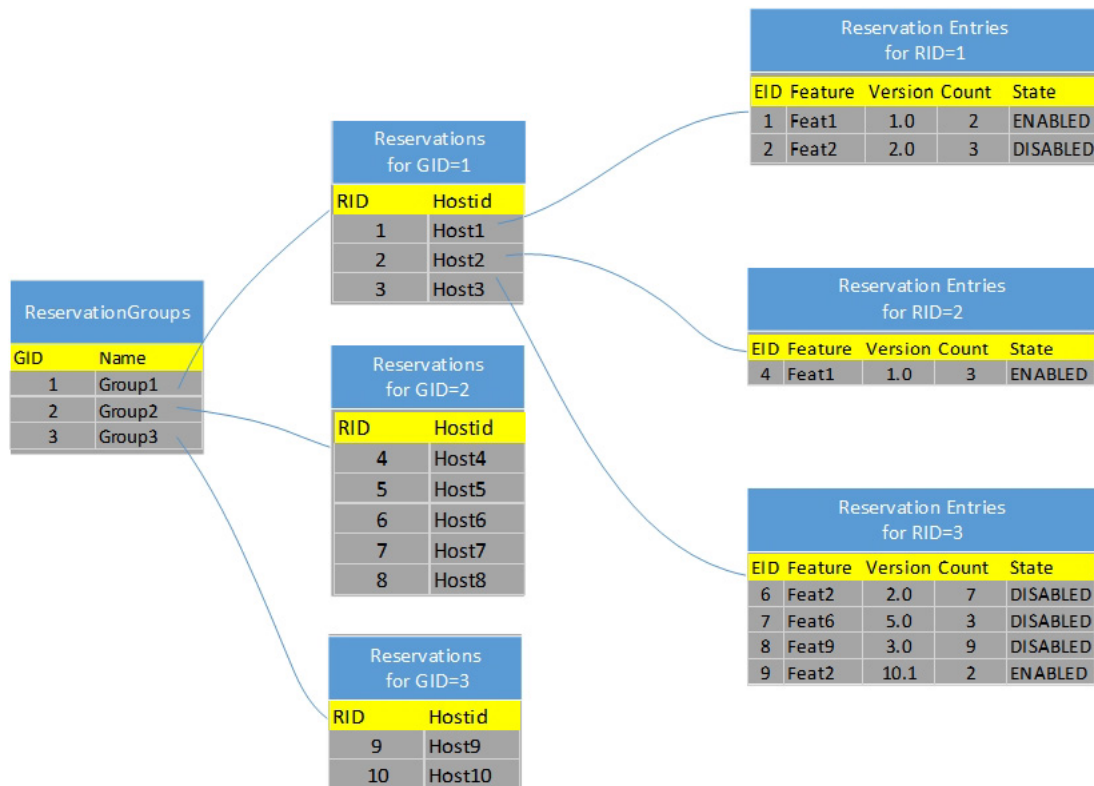 ReservationGroups
GID Name
1 Group1
2 Group2
3 Group3
Reservations
for GID=1
RID Hostid
1 Host1
2 Host2
3 Host3
Reservations
for GID=2
RID Hostid
4 Host4
5 Host5
6 Host6
7 Host7
8 Host8
Reservations
for GID=3
RID Hostid
9 Host9
10 Host10
Reservation Entries
for RID=1
EID Feature Version Count State
1 Feat1 1.0 2 ENABLED
2 Feat2 2.0 3 DISABLED
Reservation Entries
for RID=2
EID Feature Version Count State
4 Feat1 1.0 3 ENABLED
Reservation Entries
for RID=3
EID Feature Version Count State
6 Feat2 2.0 7 DISABLED
7 Feat6 5.0 3 DISABLED
8 Feat9 3.0 9 DISABLED
9 Feat2 10.1 2 ENABLED